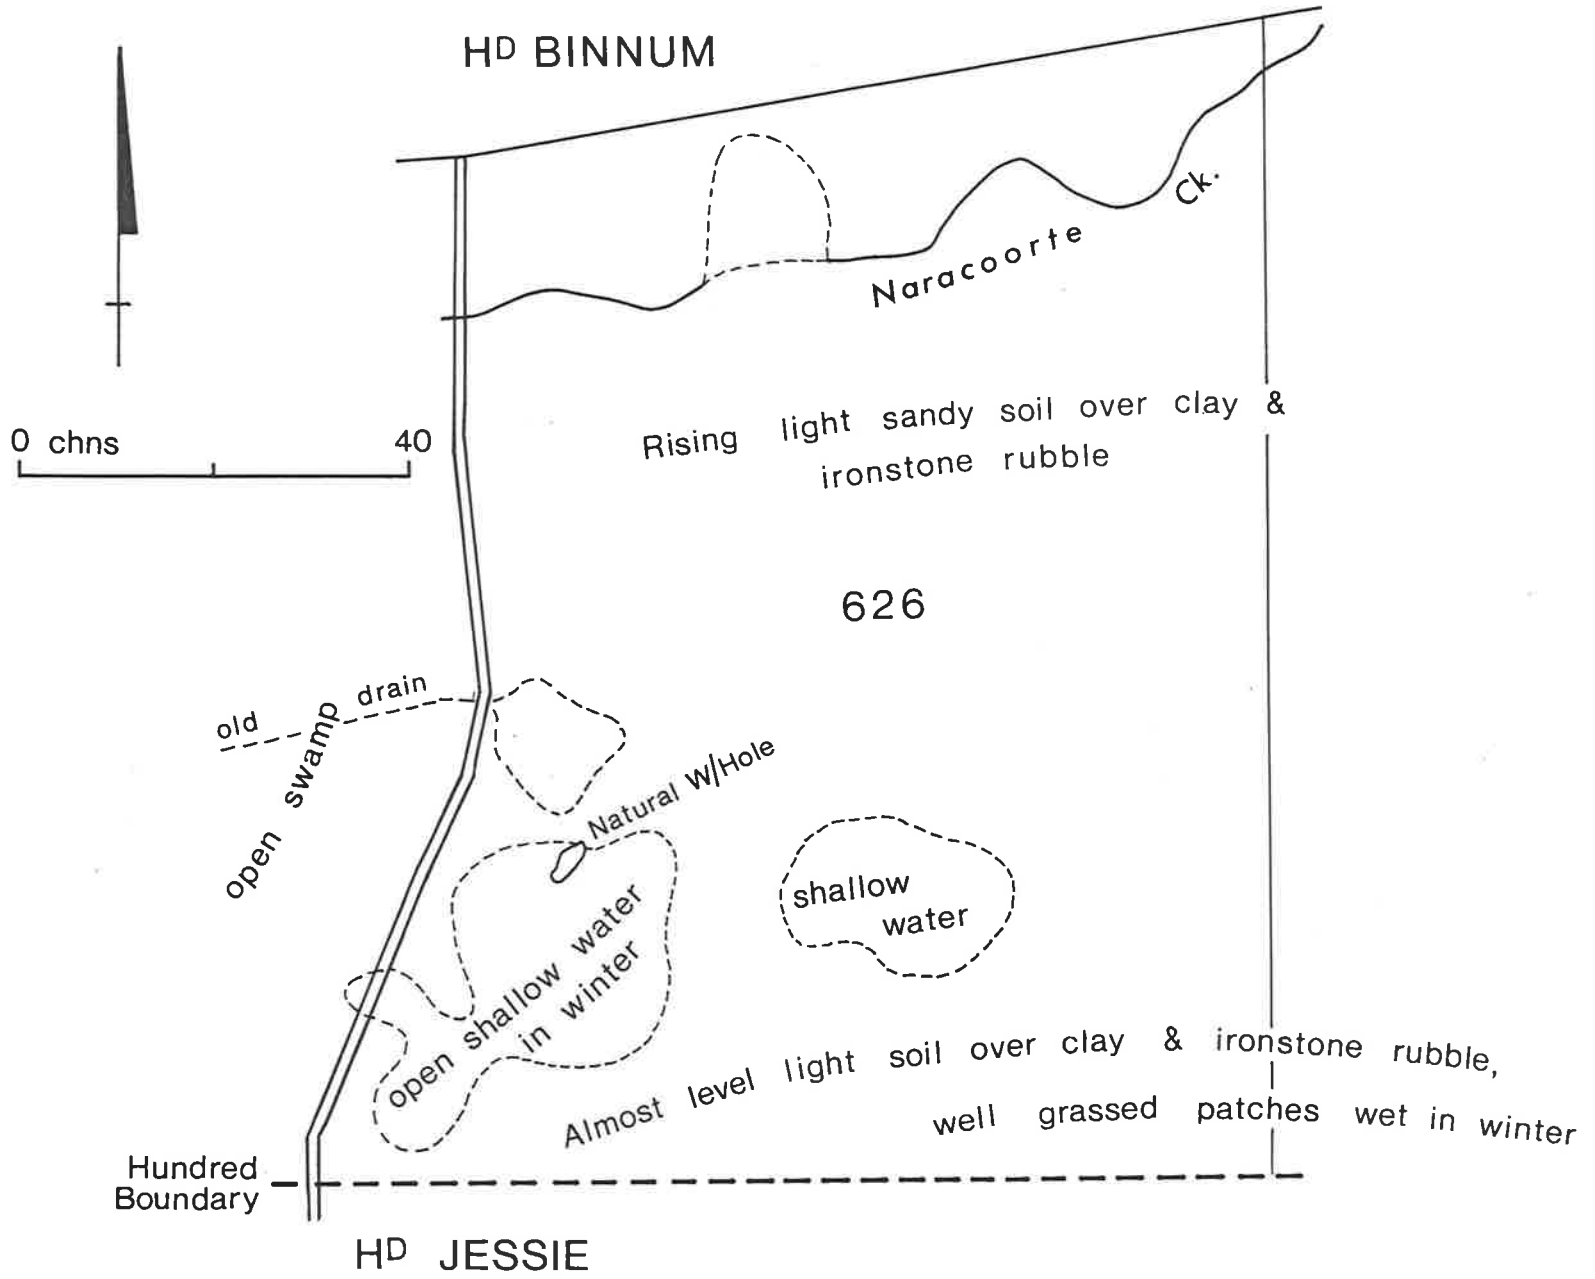 HD BINNUM
Naracoorte Ck.
0 chns 40
Rising light sandy soil over clay &
ironstone rubble
626
old drain
open swamp
Natural W/Hole
shallow
water
open shallow water
in winter
Almost level light soil over clay & ironstone rubble,
well grassed patches wet in winter
Hundred
Boundary
HD JESSIE